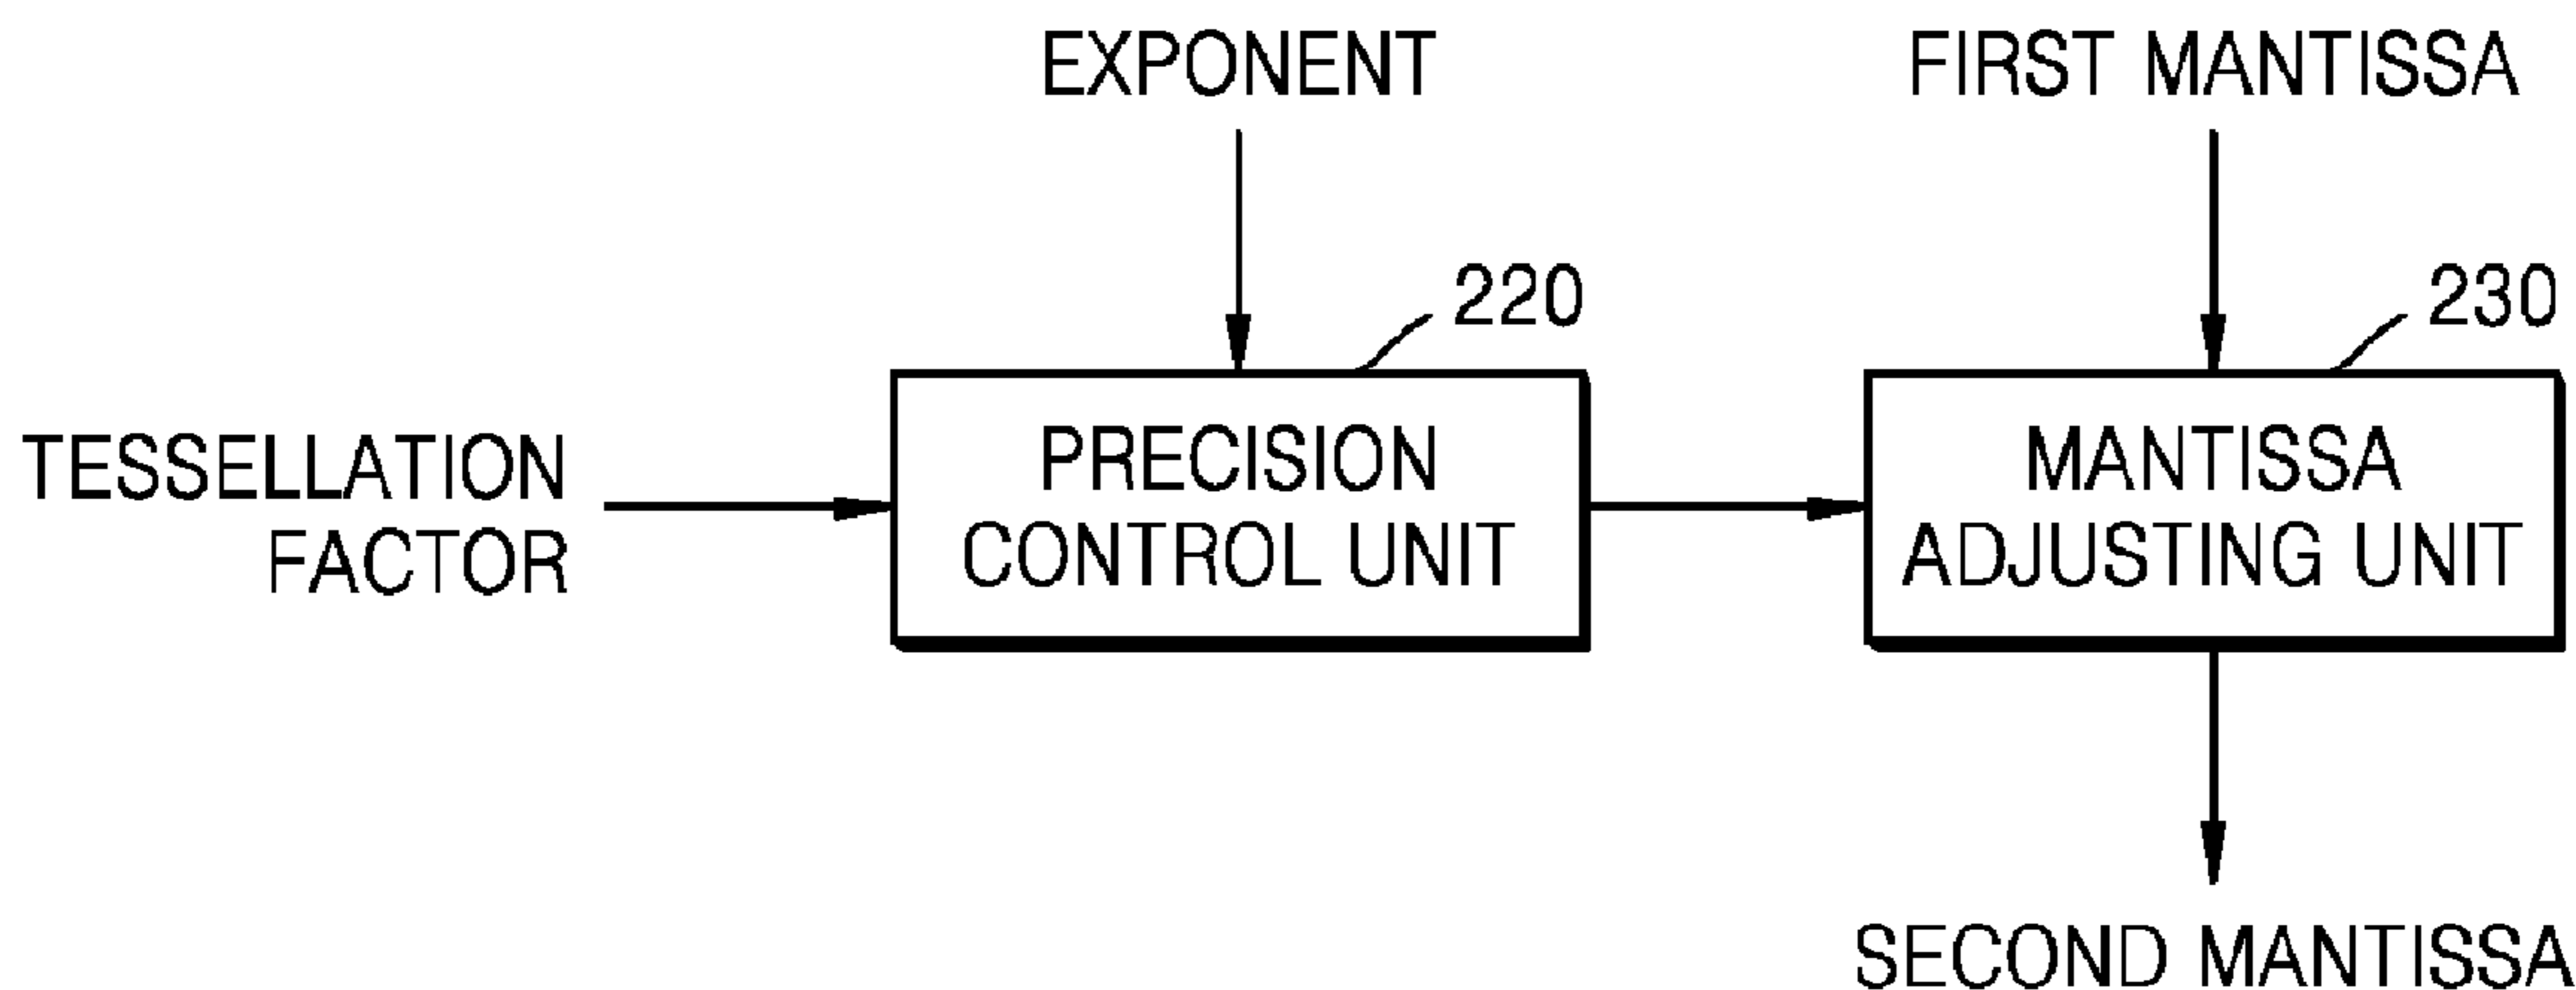 EXPONENT
FIRST MANTISSA
220
230
TESSELLATION
FACTOR
PRECISION
CONTROL UNIT
MANTISSA
ADJUSTING UNIT
SECOND MANTISSA